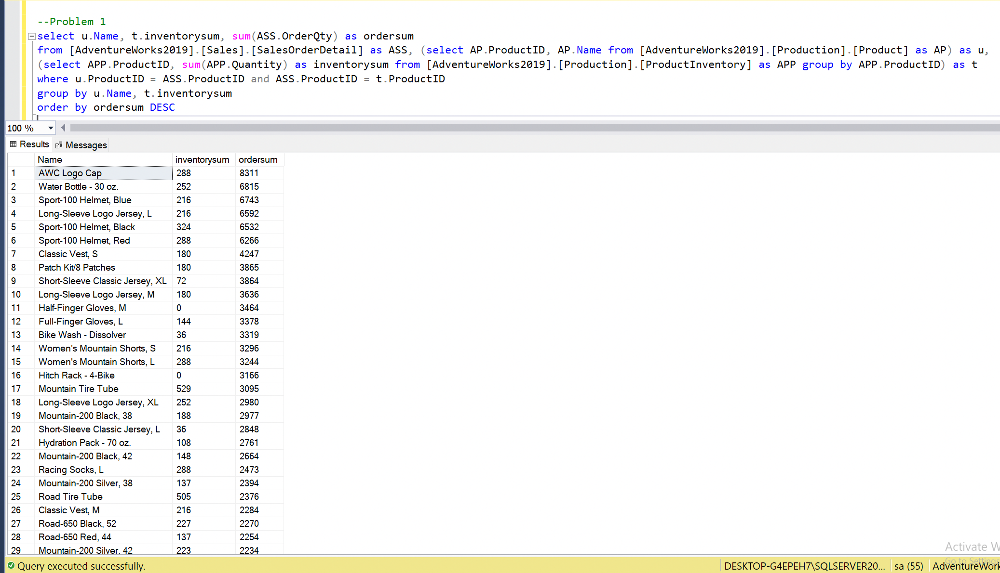 --Problem 1
select u.Name, t.inventorysum, sum(ASS.OrderQty) as ordersum
from [AdventureWorks2019].[Sales].[SalesOrderDetail] as ASS, (select AP.ProductID, AP.Name from [AdventureWorks2019].[Production].[Product] as AP) as u,
(select APP.ProductID, sum(APP.Quantity) as inventorysum from [AdventureWorks2019].[Production].[ProductInventory] as APP group by APP.ProductID) as t
where u.ProductID = ASS.ProductID and ASS.ProductID = t.ProductID
group by u.Name, t.inventorysum
order by ordersum DESC
100 %
Results Messages
Name inventorysum ordersum
1 AWC Logo Cap 288 8311
2 Water Bottle - 30 oz. 252 6815
3 Sport-100 Helmet, Blue 216 6743
4 Long-Sleeve Logo Jersey, L 216 6592
5 Sport-100 Helmet, Black 324 6532
6 Sport-100 Helmet, Red 288 6266
7 Classic Vest, S 180 4247
8 Patch Kit/8 Patches 180 3865
9 Short-Sleeve Classic Jersey, XL 72 3864
10 Long-Sleeve Logo Jersey, M 180 3636
11 Half-Finger Gloves, M 0 3464
12 Full-Finger Gloves, L 144 3378
13 Bike Wash - Dissolver 36 3319
14 Women's Mountain Shorts, S 216 3296
15 Women's Mountain Shorts, L 288 3244
16 Hitch Rack - 4-Bike 0 3166
17 Mountain Tire Tube 529 3095
18 Long-Sleeve Logo Jersey, XL 252 2980
19 Mountain-200 Black, 38 188 2977
20 Short-Sleeve Classic Jersey, L 36 2848
21 Hydration Pack - 70 oz. 108 2761
22 Mountain-200 Black, 42 148 2664
23 Racing Socks, L 288 2473
24 Mountain-200 Silver, 38 137 2394
25 Road Tire Tube 505 2376
26 Classic Vest, M 216 2284
27 Road-650 Black, 52 227 2270
28 Road-650 Red, 44 137 2254
29 Mountain-200 Silver, 42 223 2234
Activate W
Go to Settings
Query executed successfully. DESKTOP-G4EPEH7\SQLSERVER20... sa (55) AdventureWork